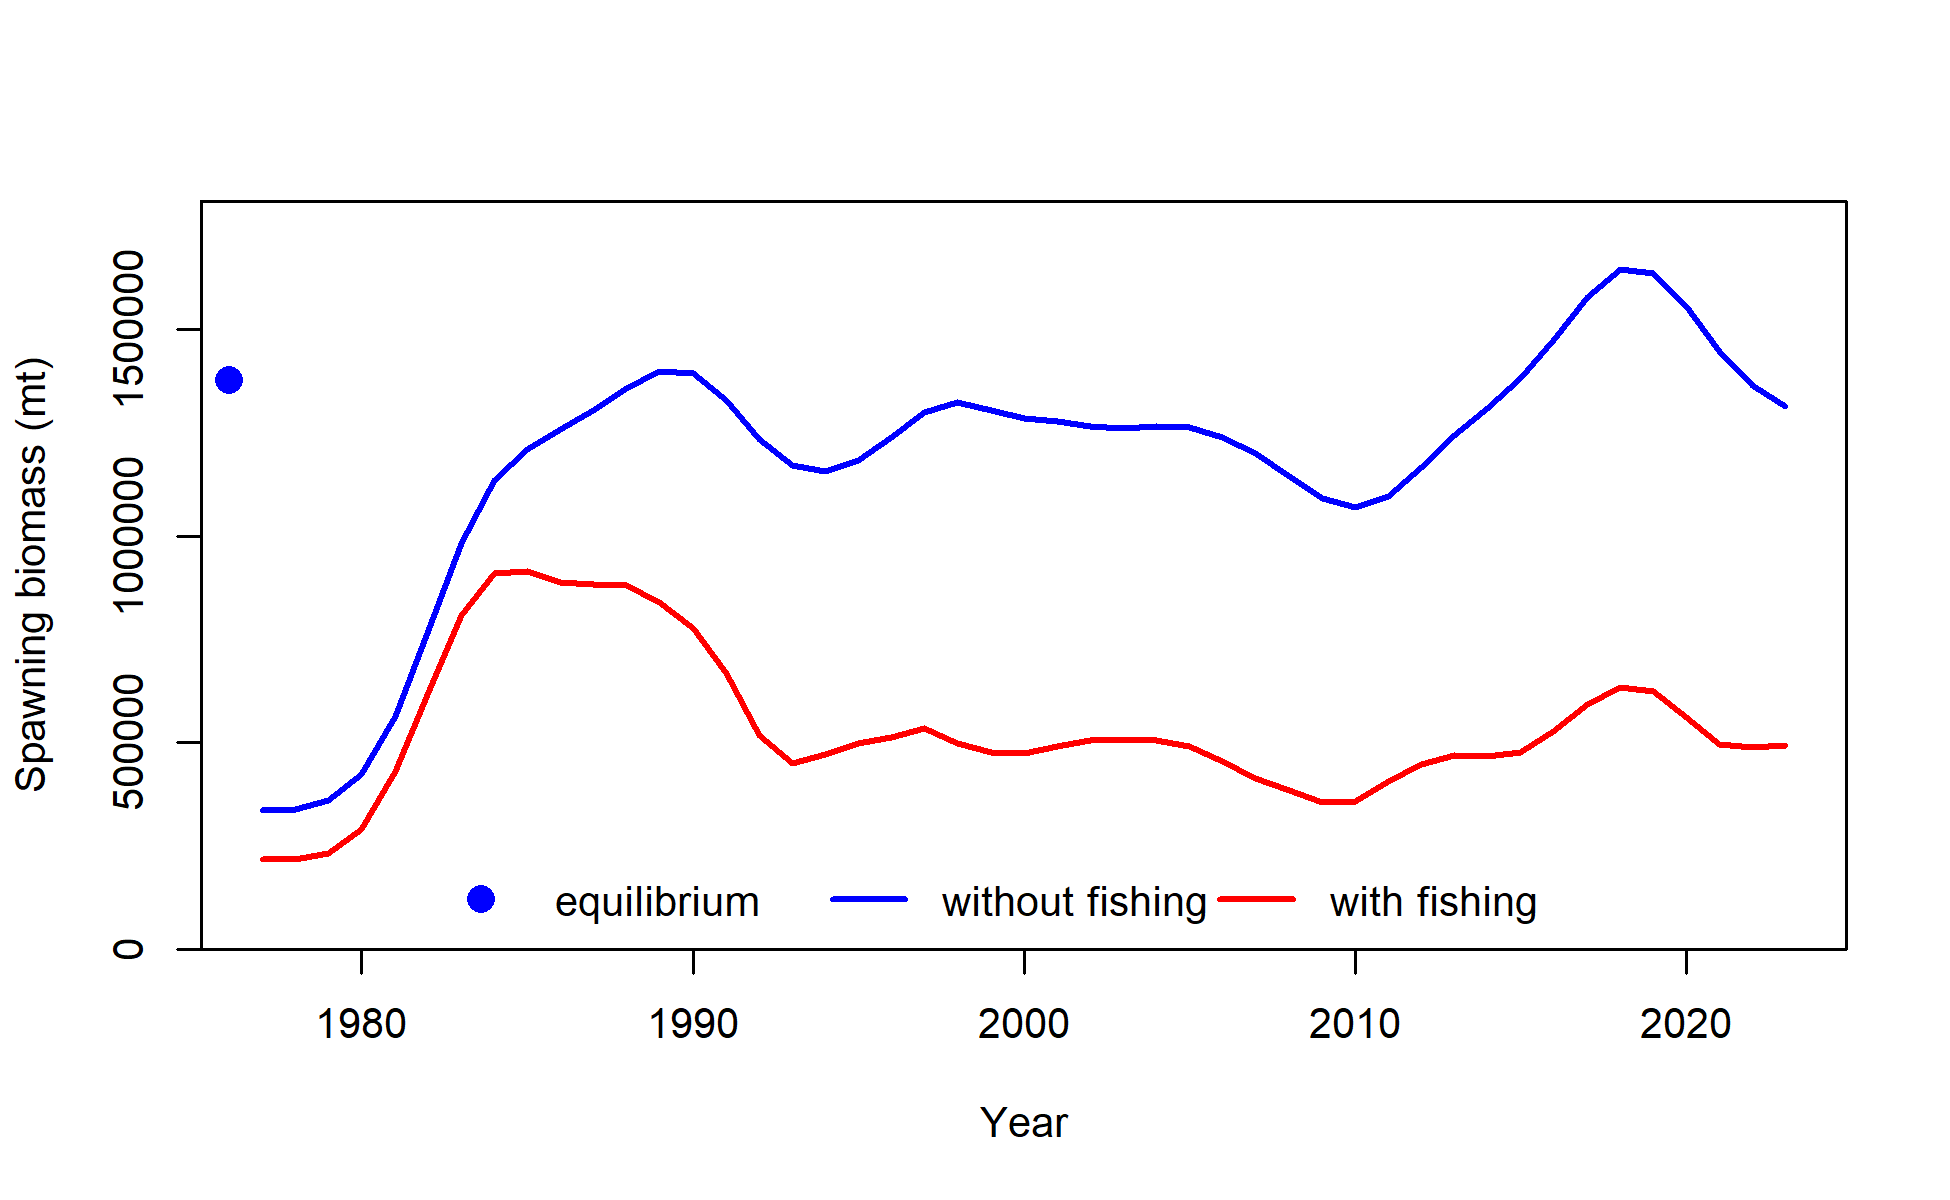 Spawning biomass (mt)
1500000
1000000
500000
0
equilibrium without fishing with fishing
1980 1990 2000 2010 2020
Year